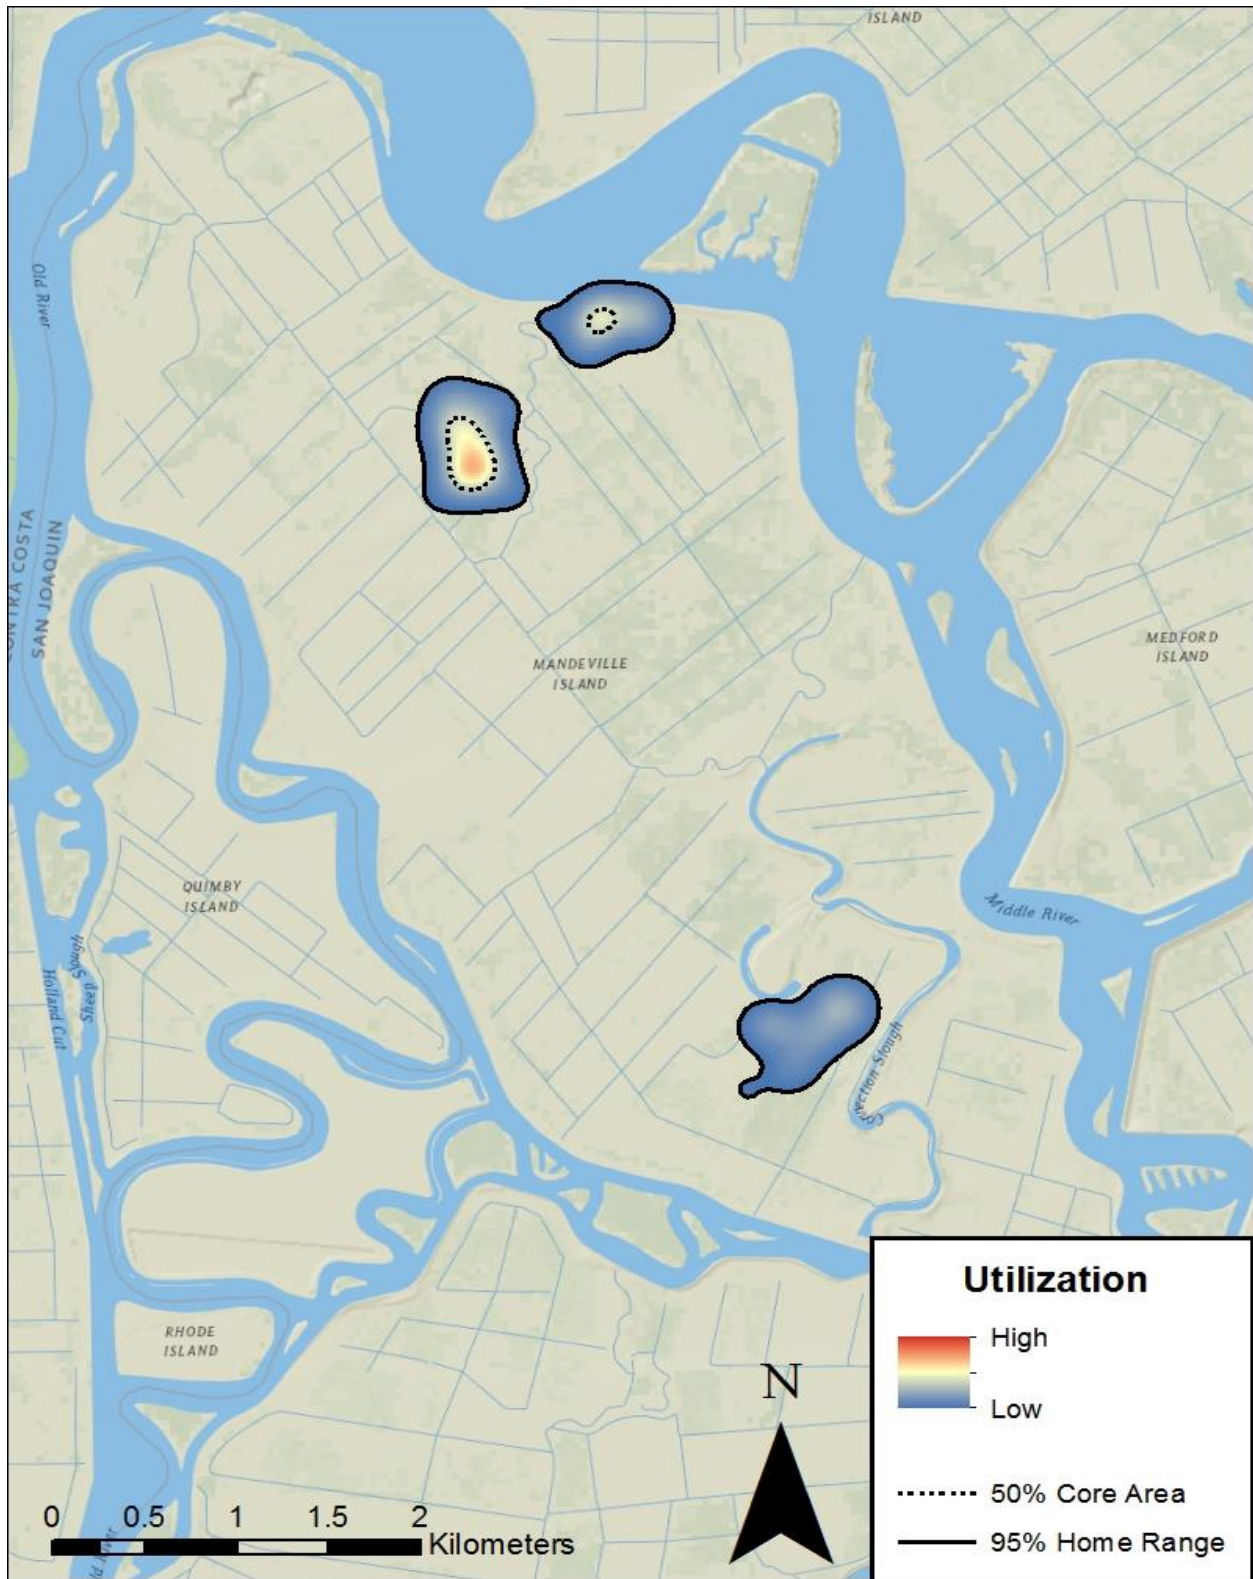 ISLAND
Old River
CONTRA COSTA
SAN JOAQUIN
MANDEVILLE
ISLAND
MEDFORD
ISLAND
QUIMBY
ISLAND
Middle River
Sheep Slough
Holland Cut
Connection Slough
RHODE
ISLAND
Utilization
High
Low
50% Core Area
95% Home Range
N
0 0.5 1 1.5 2
Kilometers
Old River